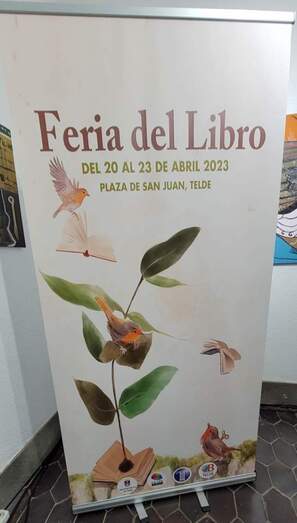 Feria del Libro
DEL 20 AL 23 DE ABRIL 2023
PLAZA DE SAN JUAN, TELDE